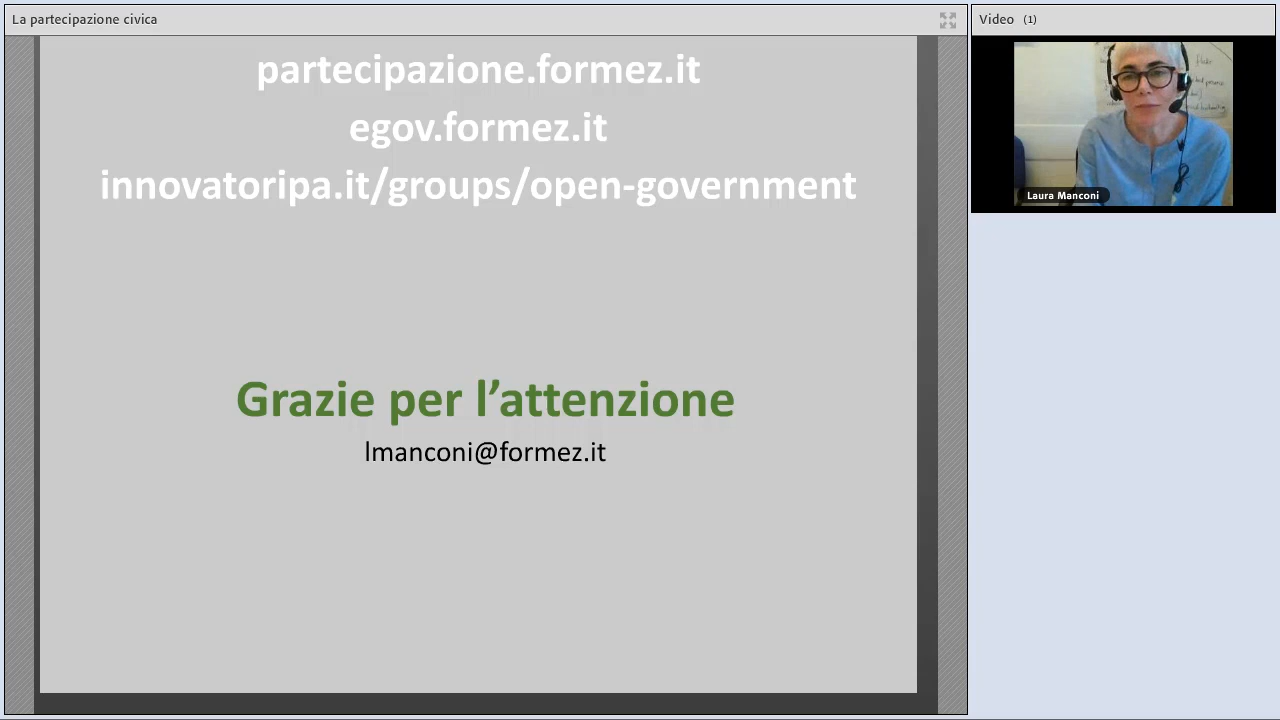 La partecipazione civica
Video (1)
partecipazione.formez.it
egov.formez.it
innovatoripa.it/groups/open-government
Grazie per l’attenzione
lmanconi@formez.it
Laura Manconi